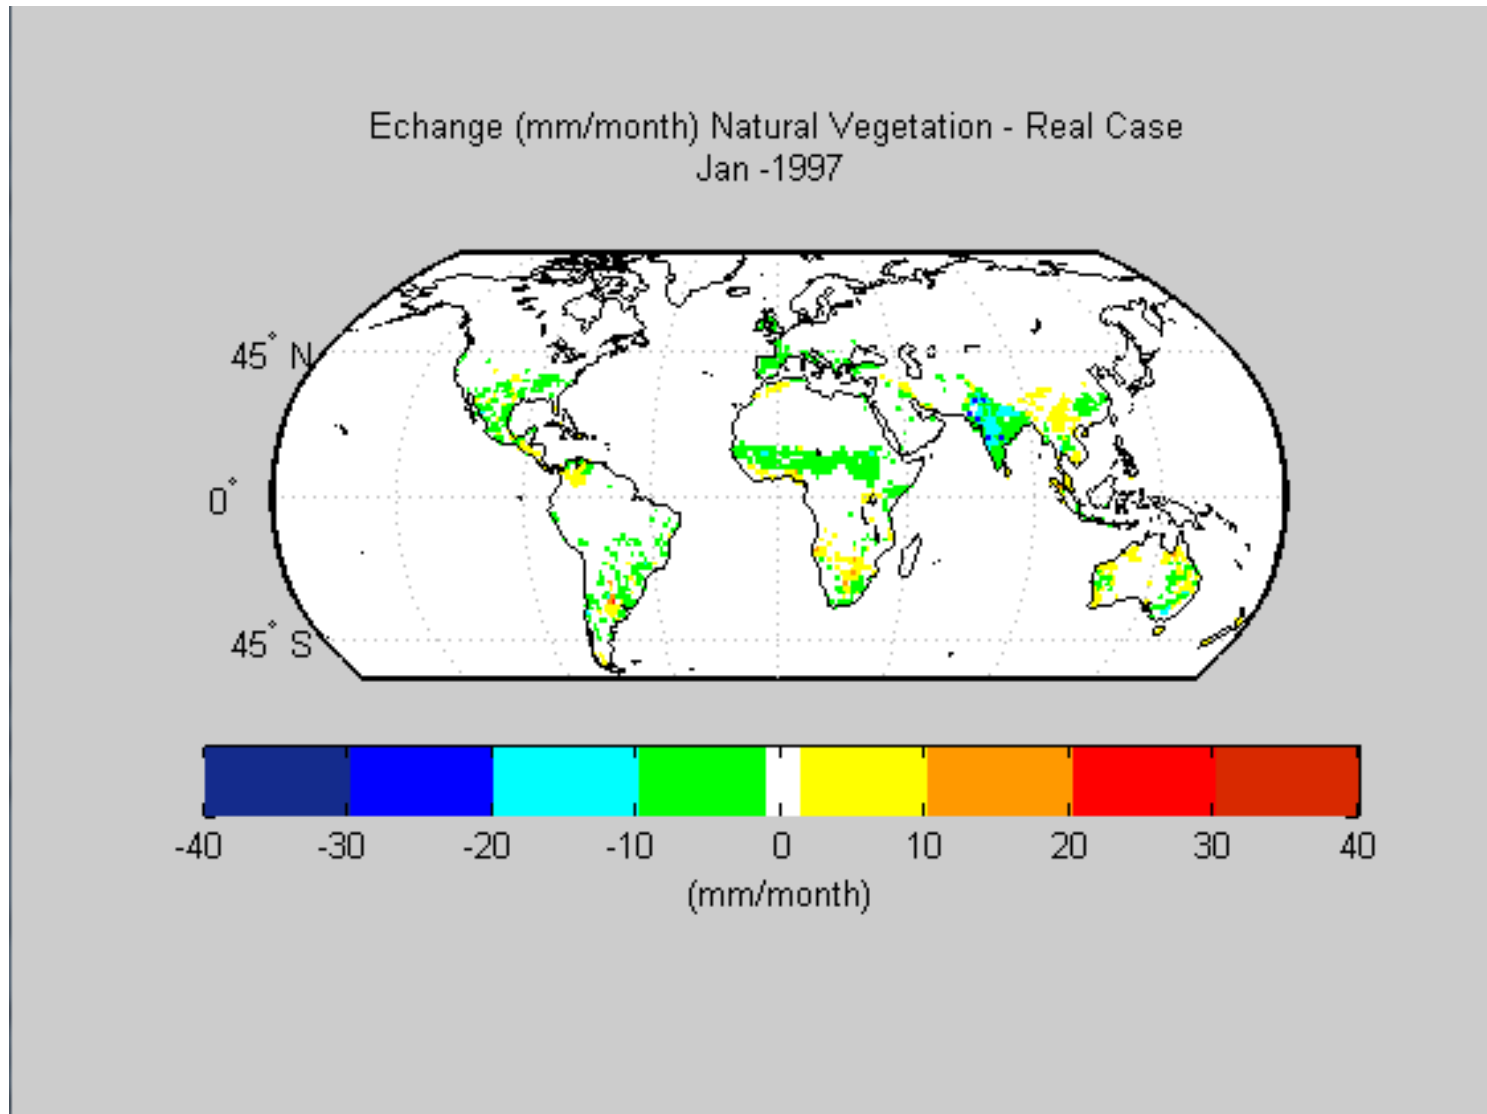 Echange (mm/month) Natural Vegetation - Real Case
Jan -1997
45° N
0°
45° S
-40 -30 -20 -10 0 10 20 30 40
(mm/month)